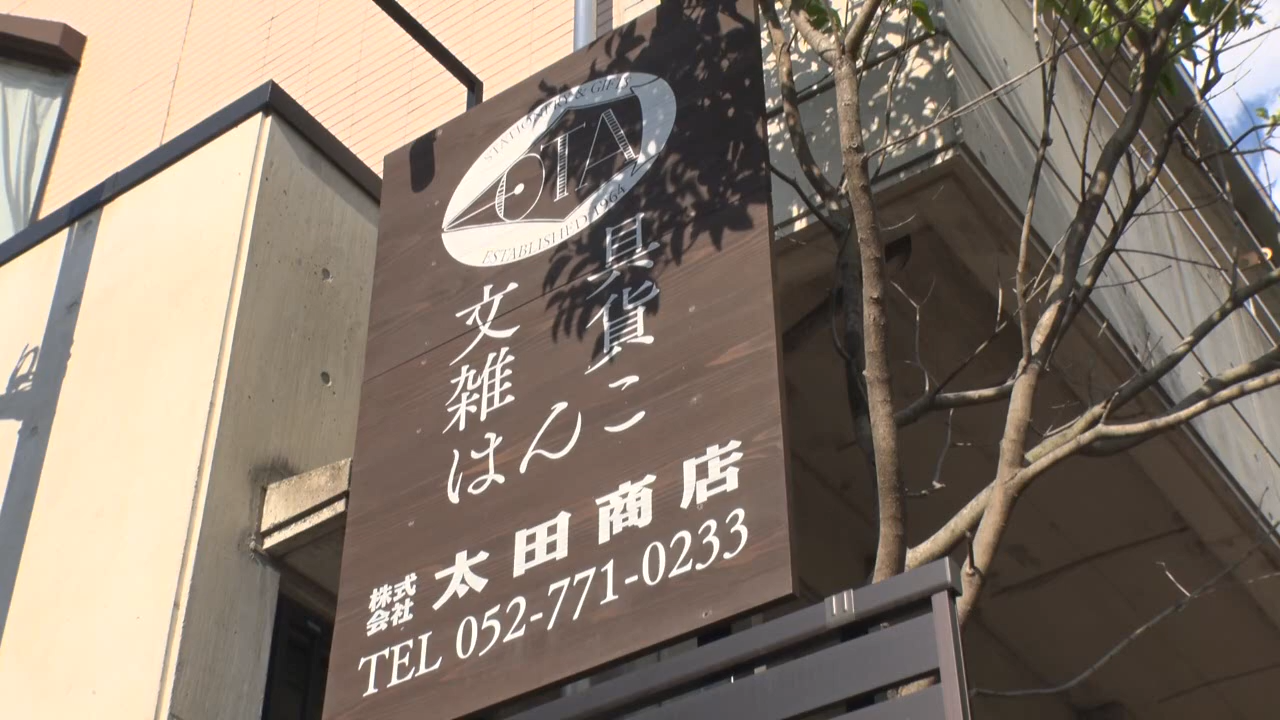 STATIONERY & GIFTS
OTA
ESTABLISHED 1964
文具
雑貨
はんこ
株式会社 太田商店
TEL 052-771-0233